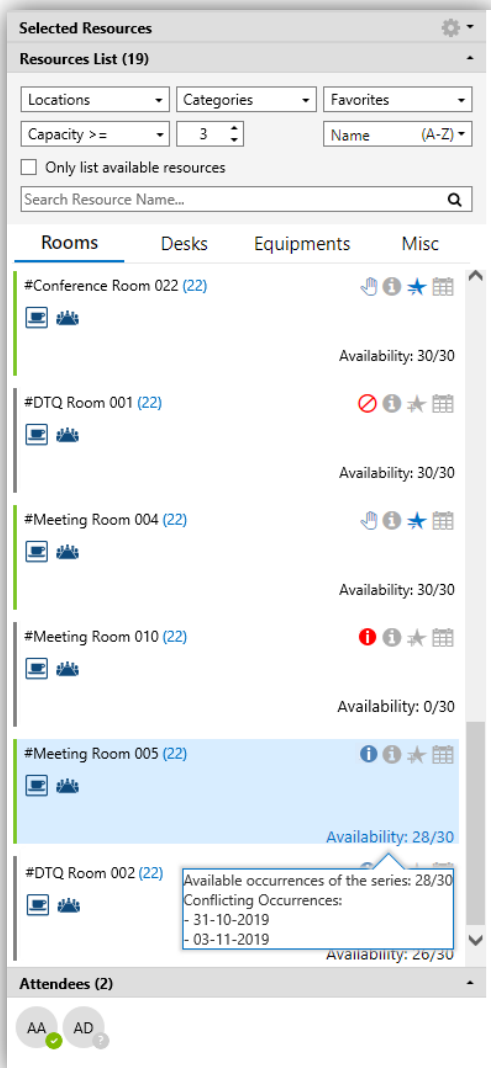 Selected Resources
Resources List (19)
Locations Categories Favorites
Capacity >= 3 Name (A-Z)
Only list available resources
Search Resource Name...
Rooms Desks Equipments Misc
#Conference Room 022 (22)
Availability: 30/30
#DTQ Room 001 (22)
Availability: 30/30
#Meeting Room 004 (22)
Availability: 30/30
#Meeting Room 010 (22)
Availability: 0/30
#Meeting Room 005 (22)
Availability: 28/30
#DTQ Room 002 (22)
Available occurrences of the series: 28/30
Conflicting Occurrences:
- 31-10-2019
- 03-11-2019
Availability: 26/30
Attendees (2)
AA AD